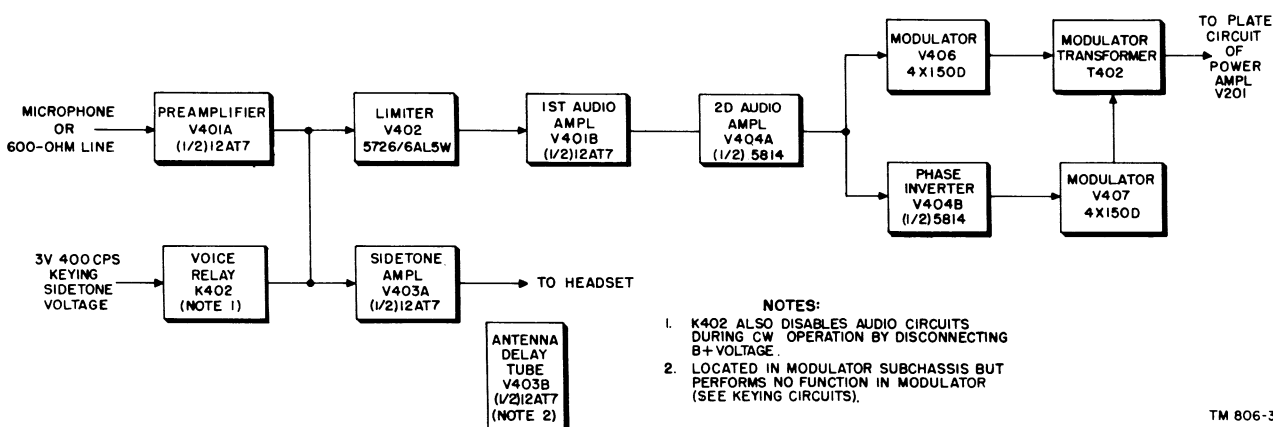 MICROPHONE
OR
600-OHM LINE
PREAMPLIFIER
V401A
(1/2)12AT7
LIMITER
V402
5726/6AL5W
1ST AUDIO
AMPL
V401B
(1/2)12AT7
2D AUDIO
AMPL
V404A
(1/2) 5814
MODULATOR
V406
4X150D
MODULATOR
TRANSFORMER
T402
TO PLATE
CIRCUIT
OF
POWER
AMPL
V201
PHASE
INVERTER
V404B
(1/2)5814
MODULATOR
V407
4X150D
3V 400 CPS
KEYING
SIDETONE
VOLTAGE
VOICE
RELAY
K402
(NOTE 1)
SIDETONE
AMPL
V403A
(1/2)12AT7
TO HEADSET
ANTENNA
DELAY
TUBE
V403B
(1/2)12AT7
(NOTE 2)
NOTES:
1. K402 ALSO DISABLES AUDIO CIRCUITS
DURING CW OPERATION BY DISCONNECTING
B+ VOLTAGE.
2. LOCATED IN MODULATOR SUBCHASSIS BUT
PERFORMS NO FUNCTION IN MODULATOR
(SEE KEYING CIRCUITS).
TM 806-3